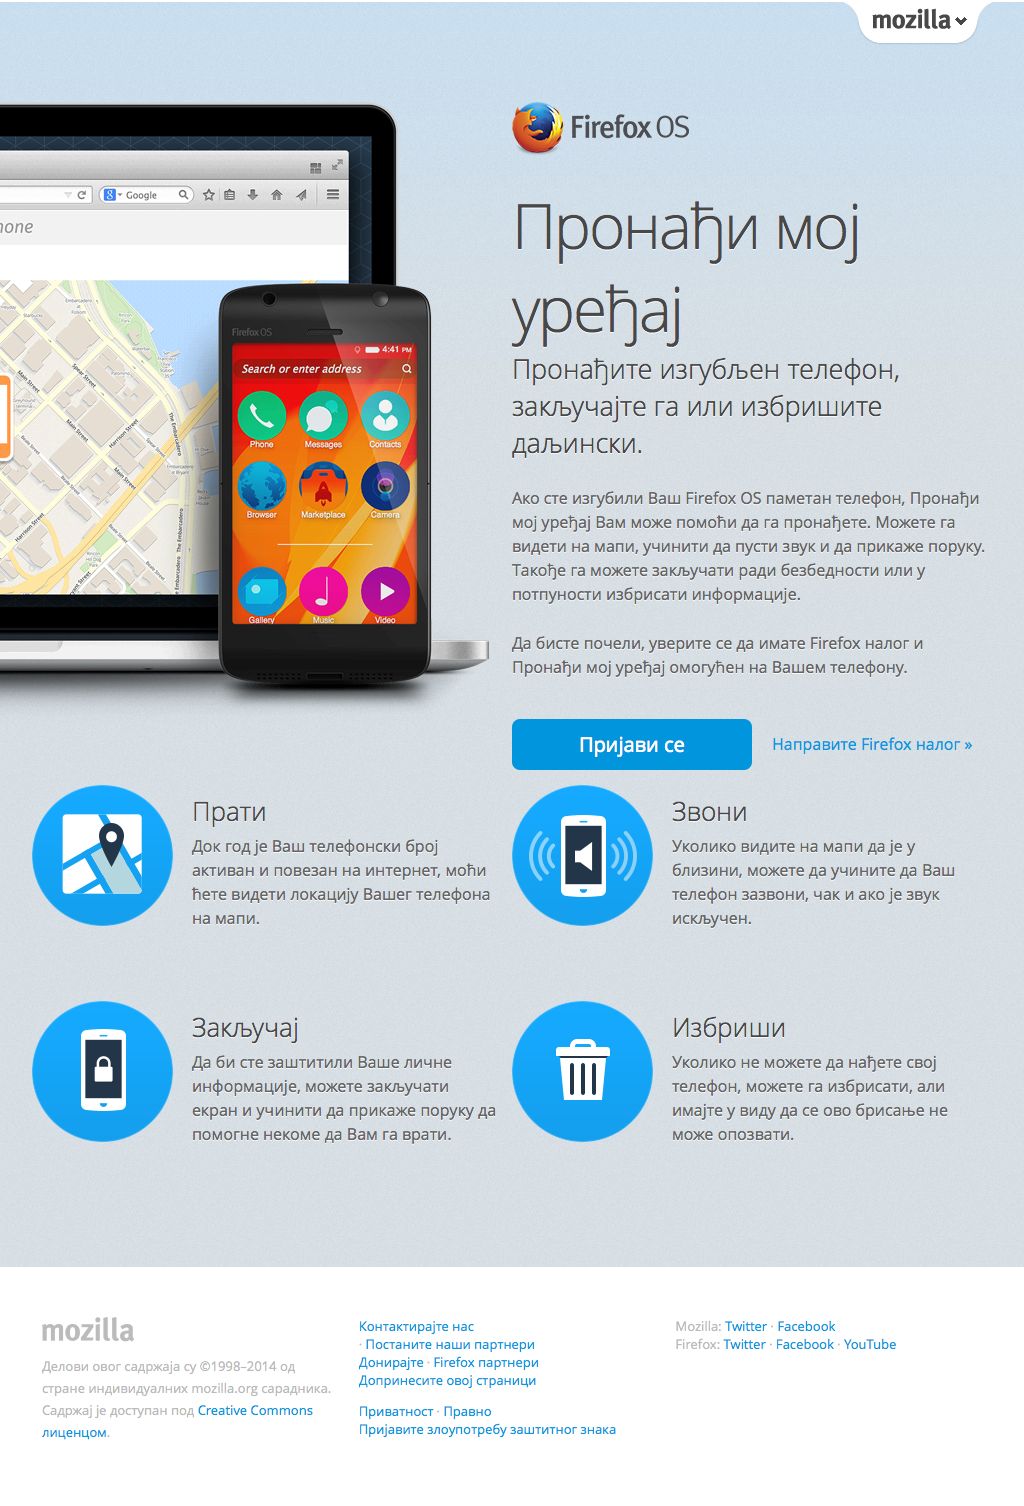 mozilla
Firefox OS
Google
hone
Пронађи мој
уређај
Пронађите изгубљен телефон,
закључајте га или избришите
даљински.
Firefox OS
4:41 PM
Search or enter address
Phone Messages Contacts
Browser Marketplace Camera
Gallery Music Video
Ако сте изгубили Ваш Firefox OS паметан телефон, Пронађи
мој уређај Вам може помоћи да га пронађете. Можете га
видети на мапи, учинити да пусти звук и да прикаже поруку.
Такође га можете закључати ради безбедности или у
потпуности избрисати информације.
Да бисте почели, уверите се да имате Firefox налог и
Пронађи мој уређај омогућен на Вашем телефону.
Пријави се
Направите Firefox налог »
Прати
Док год је Ваш телефонски број
активан и повезан на интернет, моћи
ћете видети локацију Вашег телефона
на мапи.
Звони
Уколико видите на мапи да је у
близини, можете да учините да Ваш
телефон зазвони, чак и ако је звук
искључен.
Закључај
Да би сте заштитили Ваше личне
информације, можете закључати
екран и учинити да прикаже поруку да
помогне некоме да Вам га врати.
Избриши
Уколико не можете да нађете свој
телефон, можете га избрисати, али
имајте у виду да се ово брисање не
може опозвати.
mozilla
Делови овог садржаја су ©1998–2014 од
стране индивидуалних mozilla.org сарадника.
Садржај је доступан под Creative Commons
лиценцом.
Контактирајте нас
· Постаните наши партнери
Донирајте · Firefox партнери
Допринесите овој страници
Приватност · Правно
Пријавите злоупотребу заштитног знака
Mozilla: Twitter · Facebook
Firefox: Twitter · Facebook · YouTube